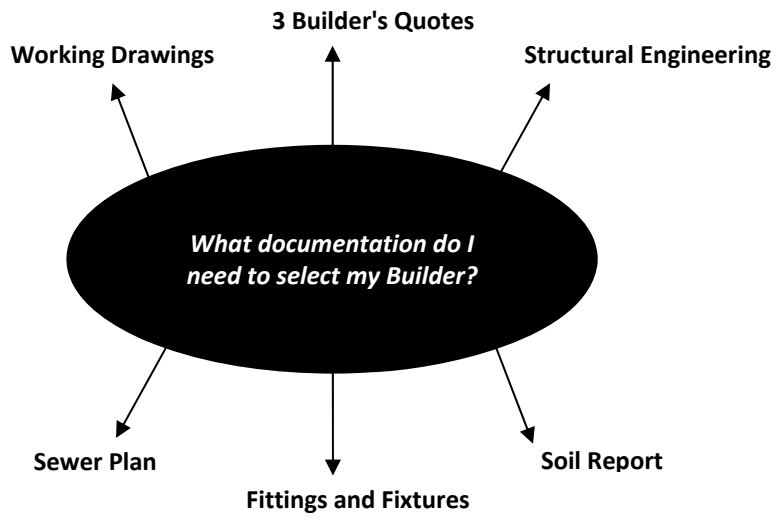 3 Builder's Quotes
Working Drawings
Structural Engineering
What documentation do I
need to select my Builder?
Sewer Plan
Soil Report
Fittings and Fixtures